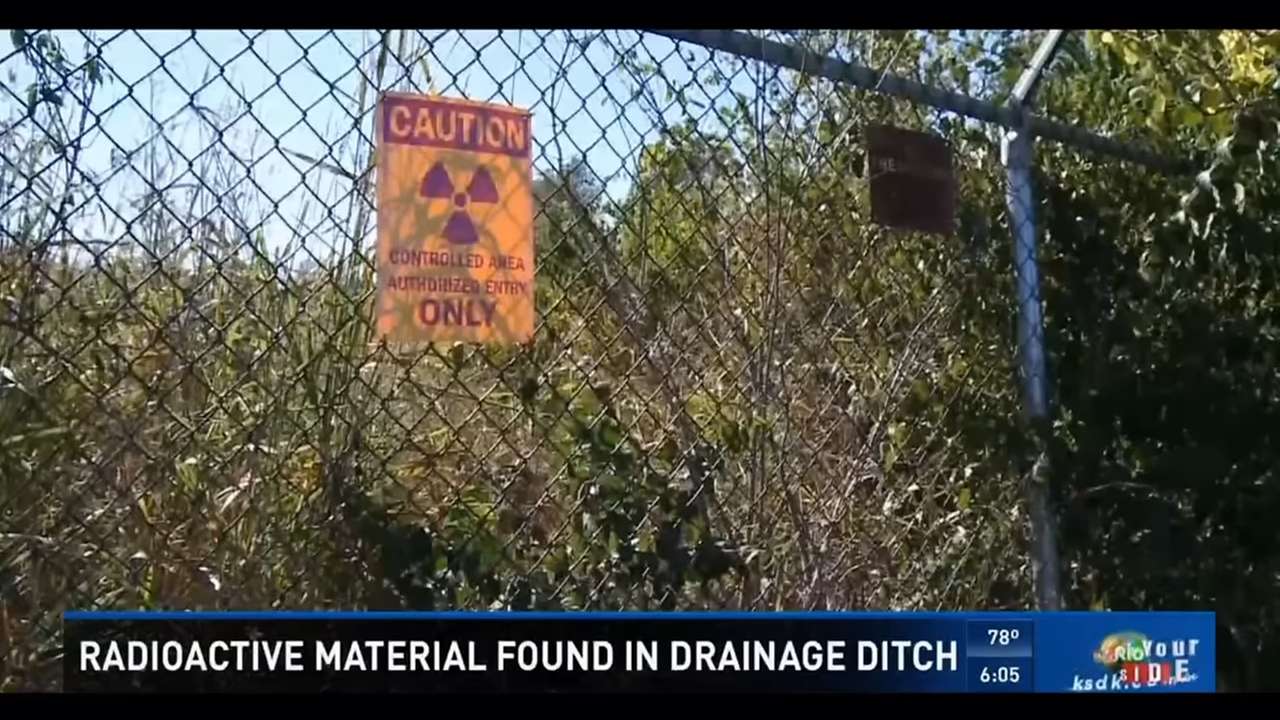 CAUTION
CONTROLLED AREA
AUTHORIZED ENTRY
ONLY
RADIOACTIVE MATERIAL FOUND IN DRAINAGE DITCH
78°
6:05